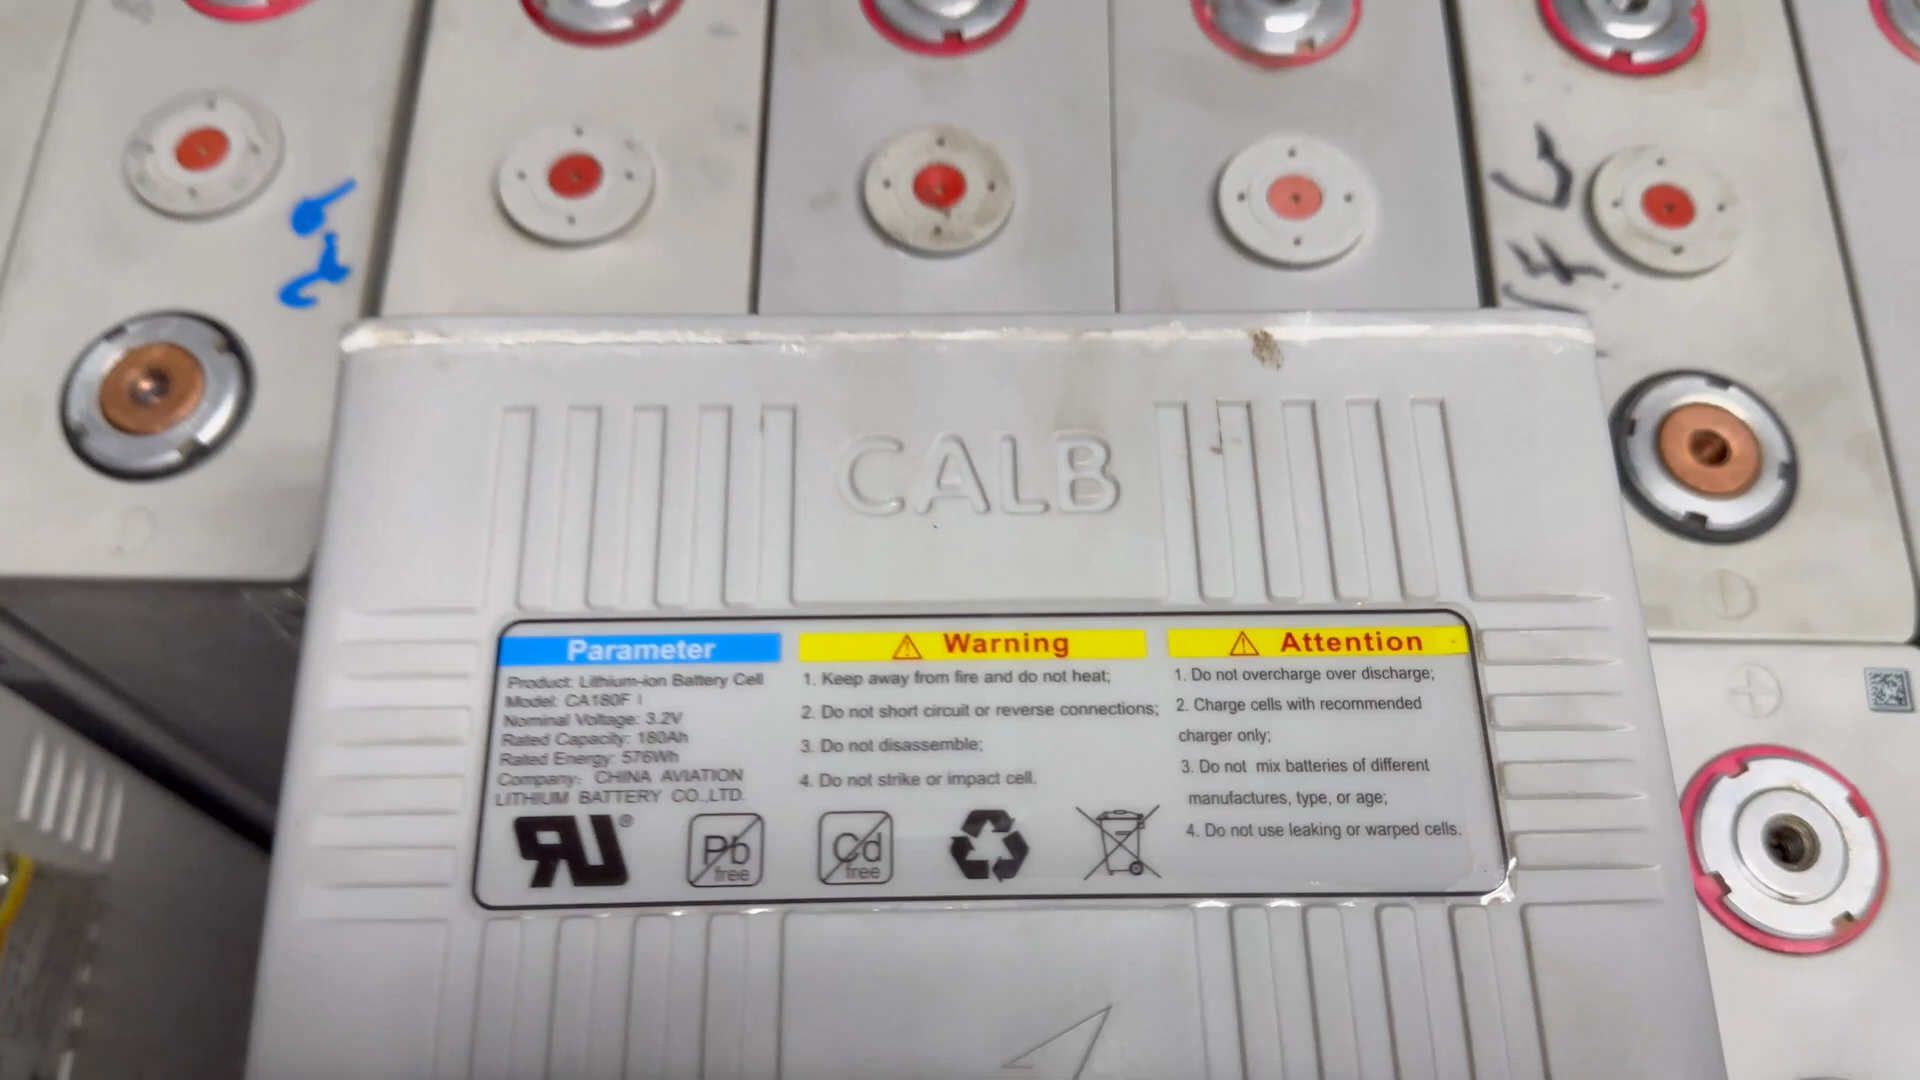 CALB
Parameter
Product: Lithium-ion Battery Cell
Model: CA180F I
Nominal Voltage: 3.2V
Rated Capacity: 180Ah
Rated Energy: 576Wh
Company: CHINA AVIATION
LITHIUM BATTERY CO.,LTD.
Warning
1. Keep away from fire and do not heat;
2. Do not short circuit or reverse connections;
3. Do not disassemble;
4. Do not strike or impact cell.
Attention
1. Do not overcharge over discharge;
2. Charge cells with recommended
charger only;
3. Do not mix batteries of different
manufactures, type, or age;
4. Do not use leaking or warped cells.
Pb
free
Cd
free